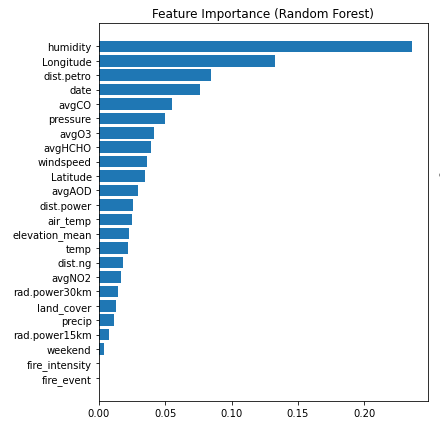 Feature Importance (Random Forest)
humidity
Longitude
dist.petro
date
avgCO
pressure
avgO3
avgHCHO
windspeed
Latitude
avgAOD
dist.power
air_temp
elevation_mean
temp
dist.ng
avgNO2
rad.power30km
land_cover
precip
rad.power15km
weekend
fire_intensity
fire_event
0.00 0.05 0.10 0.15 0.20